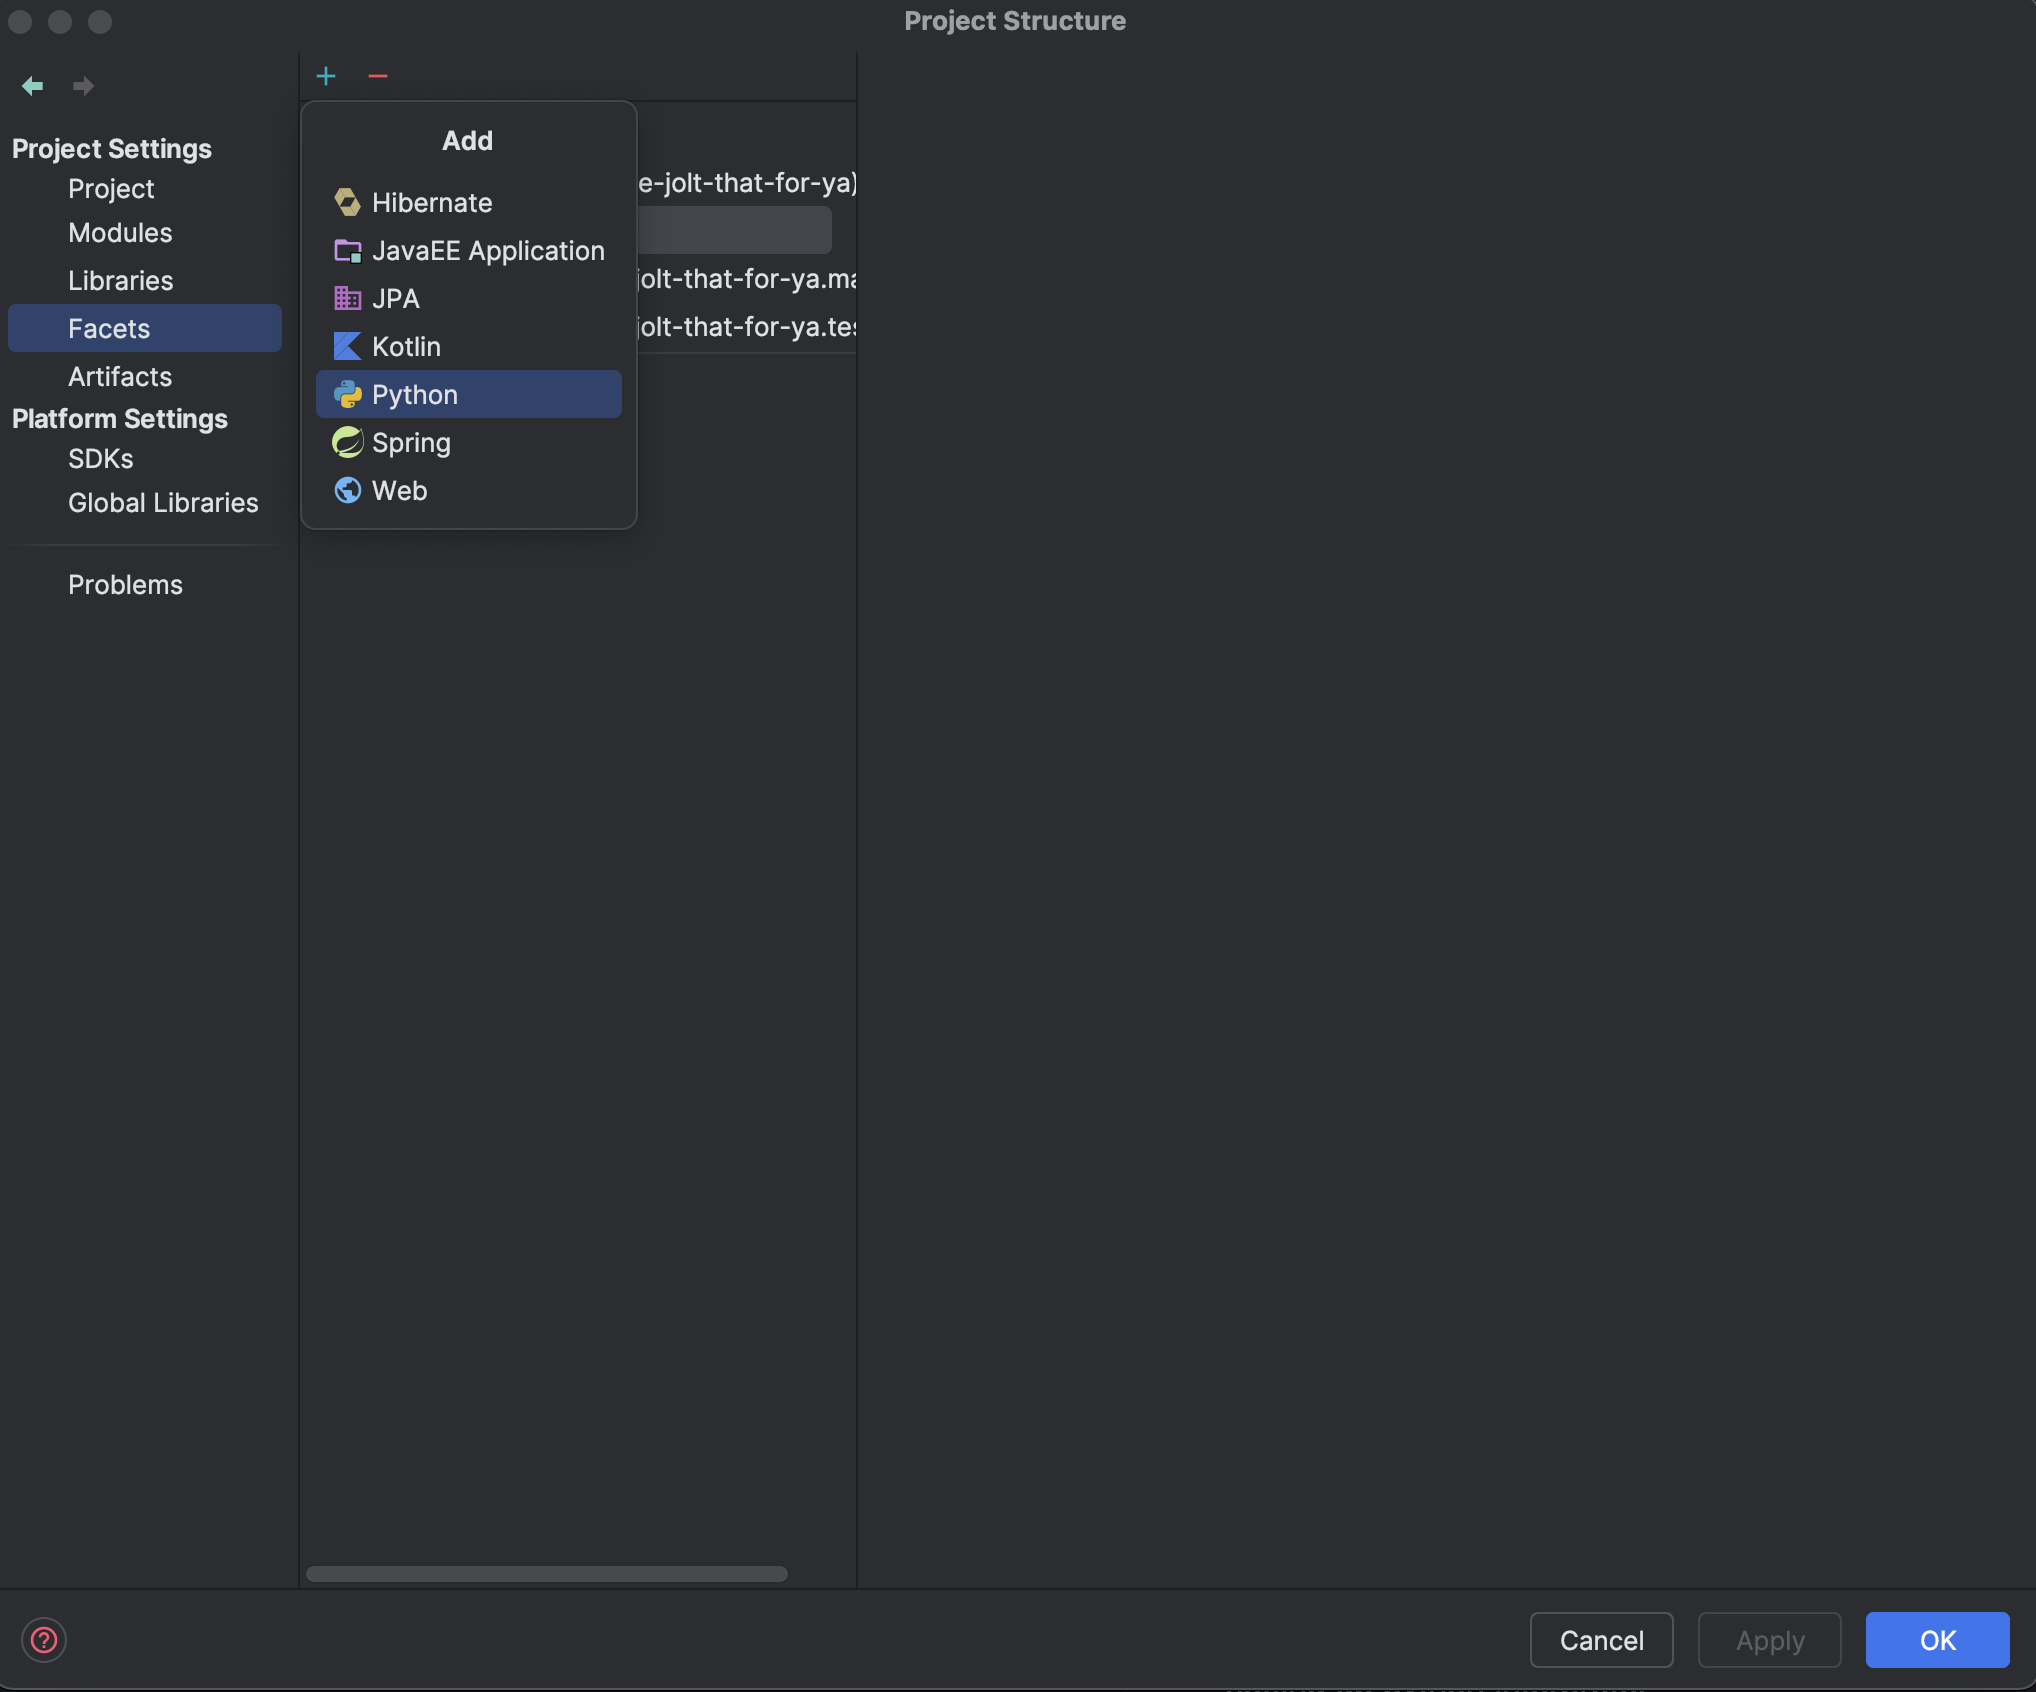 Project Structure
Project Settings
Project
Modules
Libraries
Facets
Artifacts
Platform Settings
SDKs
Global Libraries
Problems
Add
Hibernate
JavaEE Application
JPA
Kotlin
Python
Spring
Web
e-jolt-that-for-ya)
jolt-that-for-ya.ma
jolt-that-for-ya.tes
Cancel
Apply
OK